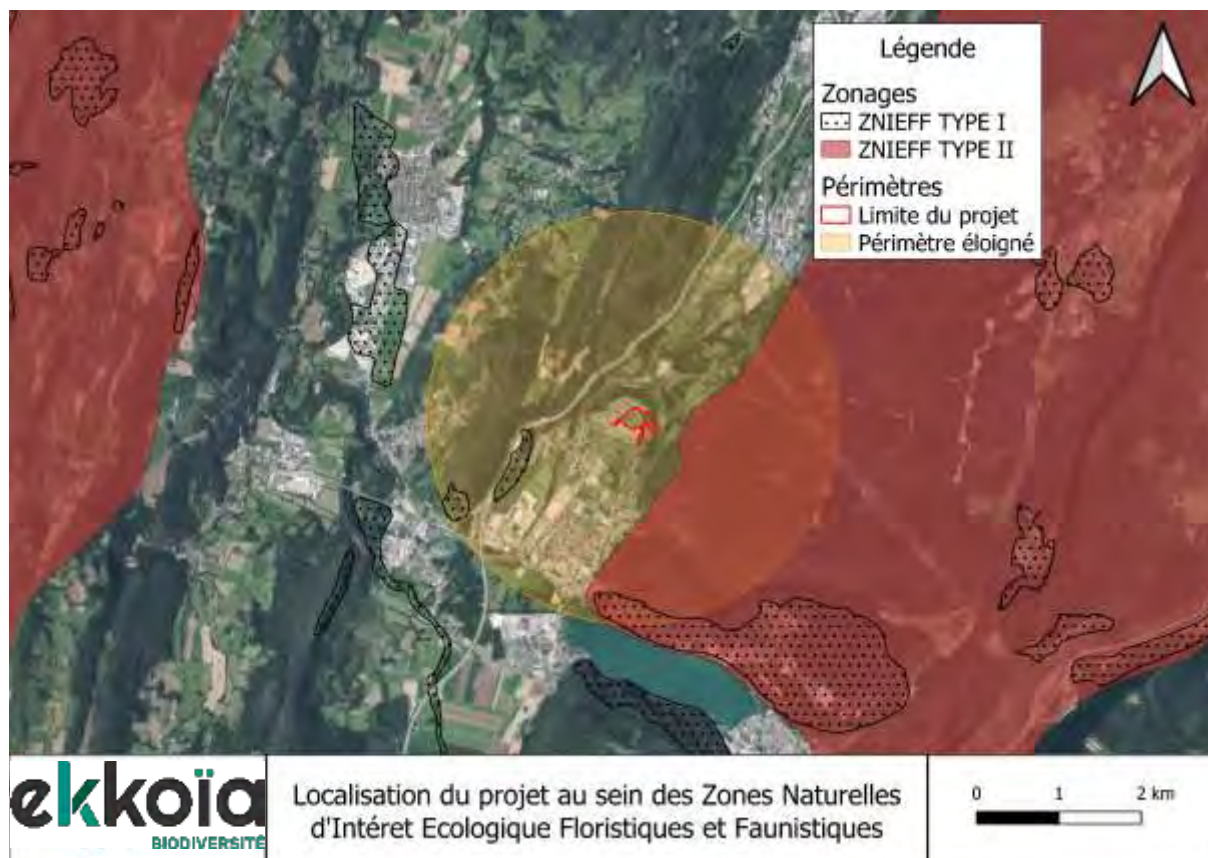 Légende
Zonages
ZNIEFF TYPE I
ZNIEFF TYPE II
Périmètres
Limite du projet
Périmètre éloigné
ekkoïa
BIODIVERSITÉ
Localisation du projet au sein des Zones Naturelles
d'Intéret Ecologique Floristiques et Faunistiques
0 1 2 km